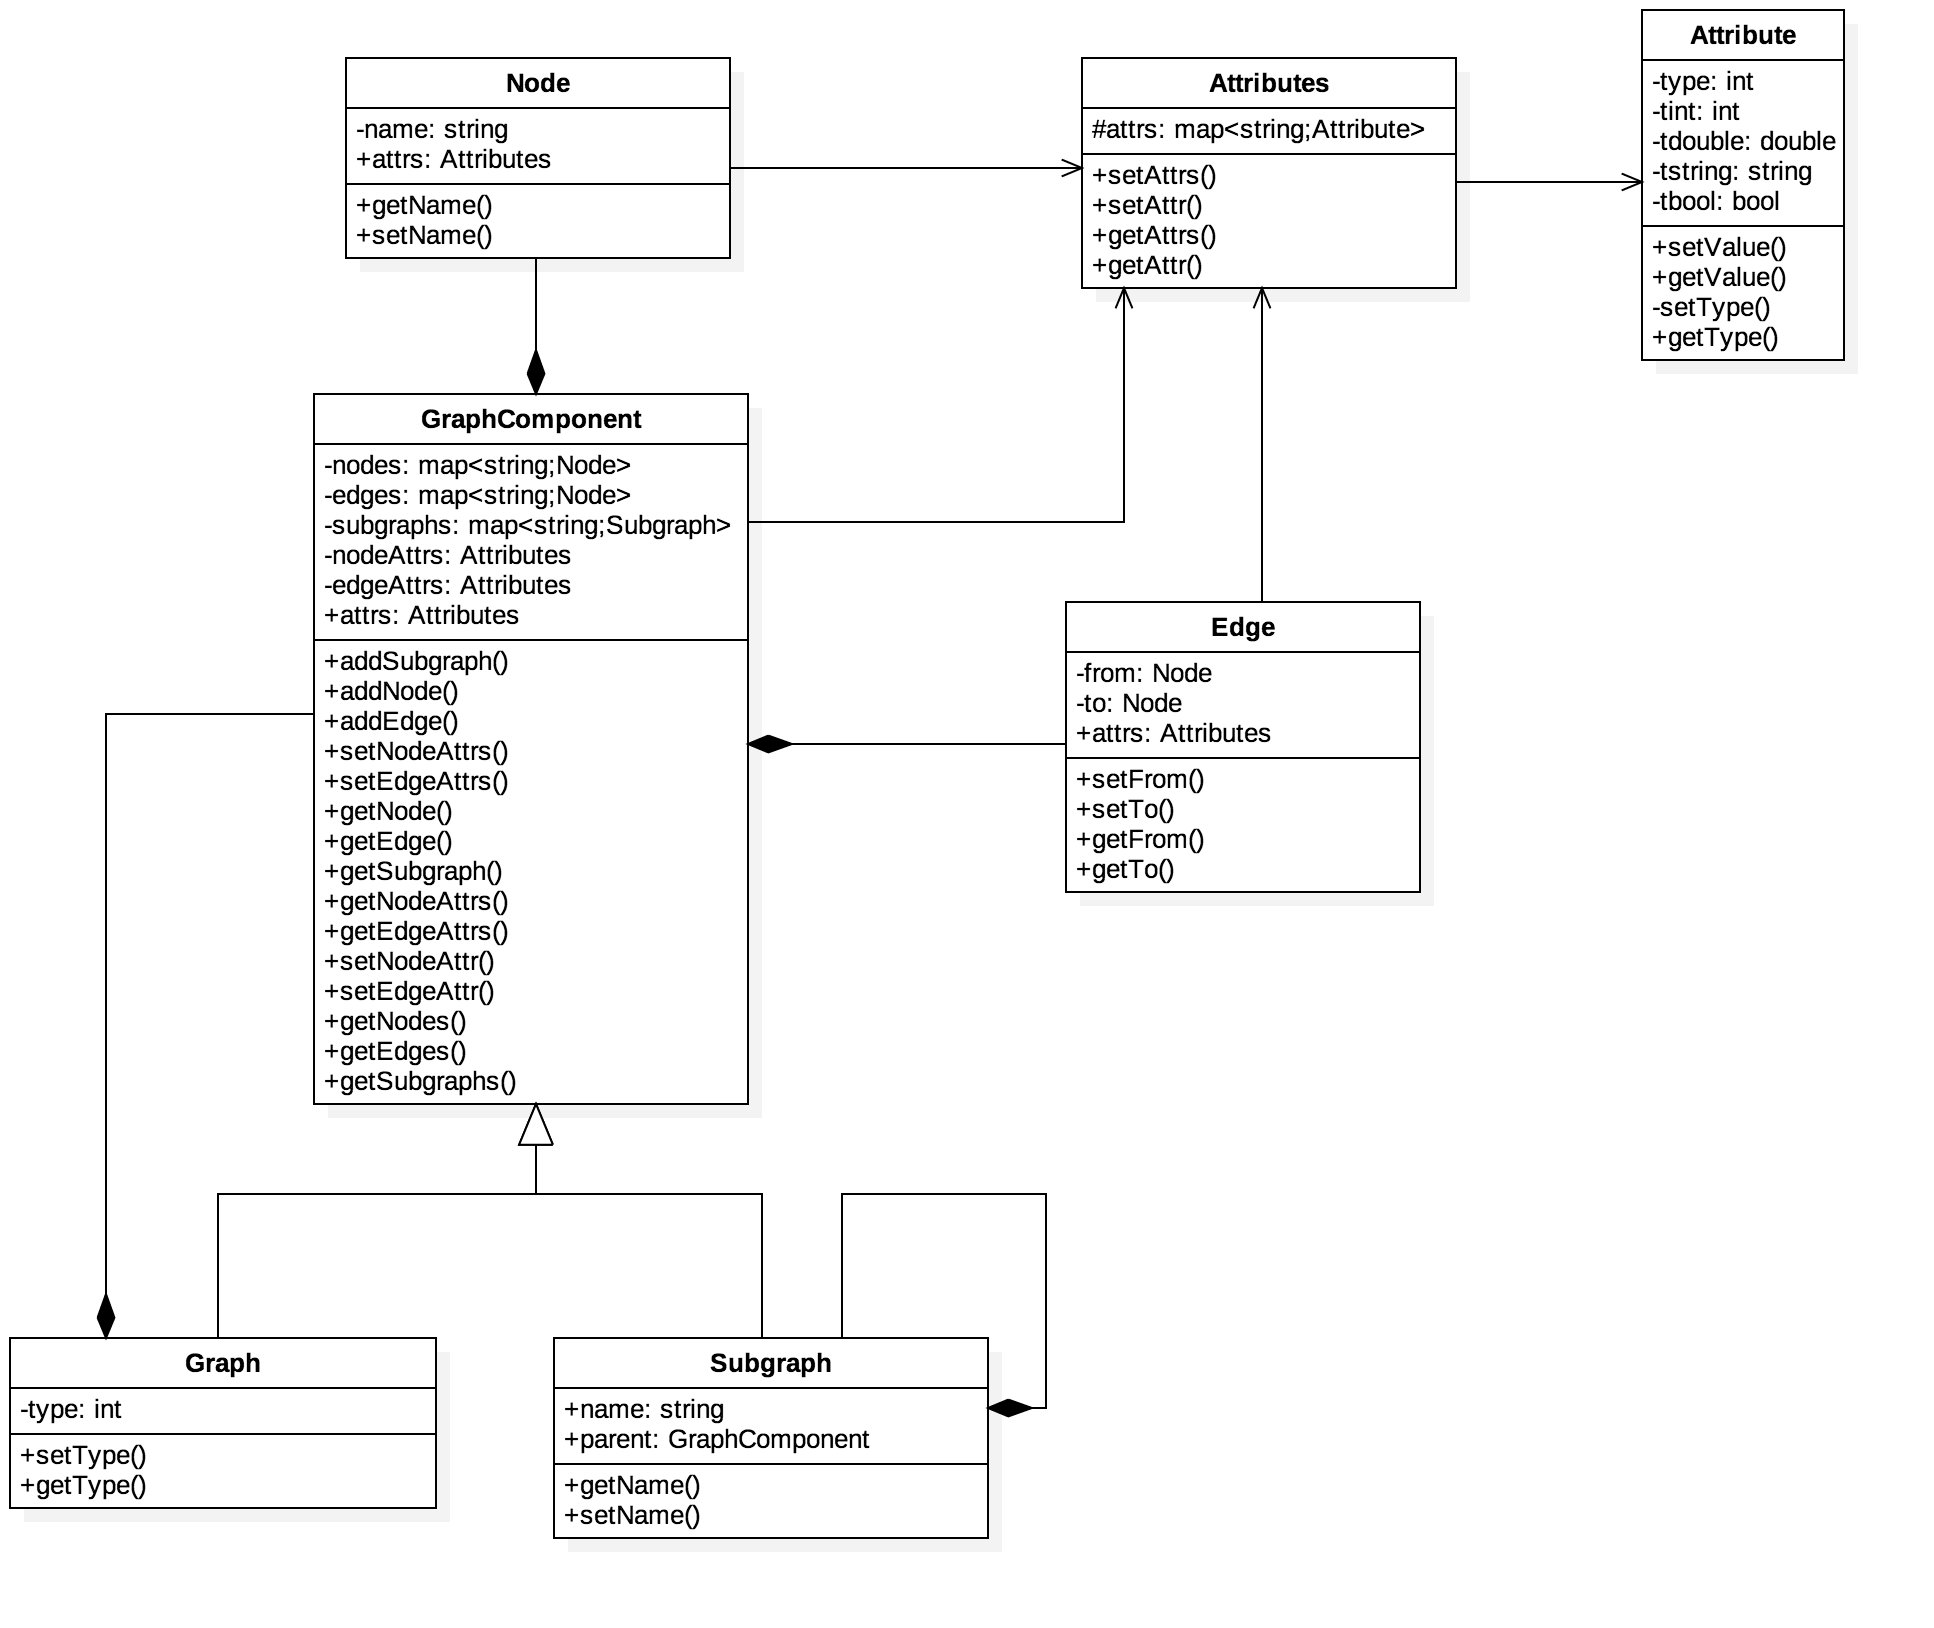 Node
-name: string
+attrs: Attributes
+getName()
+setName()
Attributes
#attrs: map<string;Attribute>
+setAttrs()
+setAttr()
+getAttrs()
+getAttr()
Attribute
-type: int
-tint: int
-tdouble: double
-tstring: string
-tbool: bool
+setValue()
+getValue()
-setType()
+getType()
GraphComponent
-nodes: map<string;Node>
-edges: map<string;Node>
-subgraphs: map<string;Subgraph>
-nodeAttrs: Attributes
-edgeAttrs: Attributes
+attrs: Attributes
+addSubgraph()
+addNode()
+addEdge()
+setNodeAttrs()
+setEdgeAttrs()
+getNode()
+getEdge()
+getSubgraph()
+getNodeAttrs()
+getEdgeAttrs()
+setNodeAttr()
+setEdgeAttr()
+getNodes()
+getEdges()
+getSubgraphs()
Edge
-from: Node
-to: Node
+attrs: Attributes
+setFrom()
+setTo()
+getFrom()
+getTo()
Graph
-type: int
+setType()
+getType()
Subgraph
+name: string
+parent: GraphComponent
+getName()
+setName()